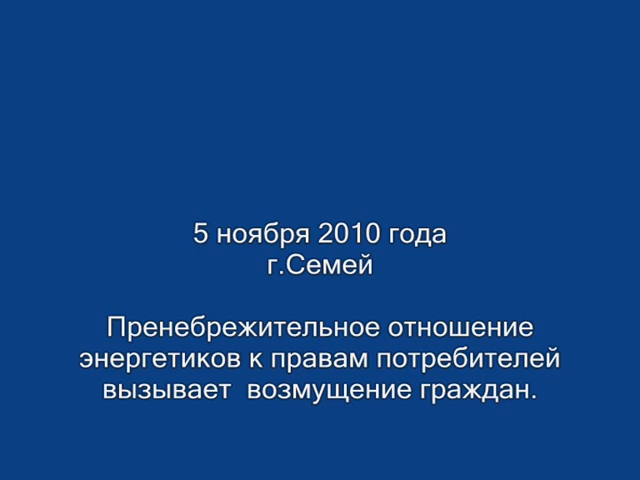 5 ноября 2010 года
г.Семей
Пренебрежительное отношение
энергетиков к правам потребителей
вызывает  возмущение граждан.